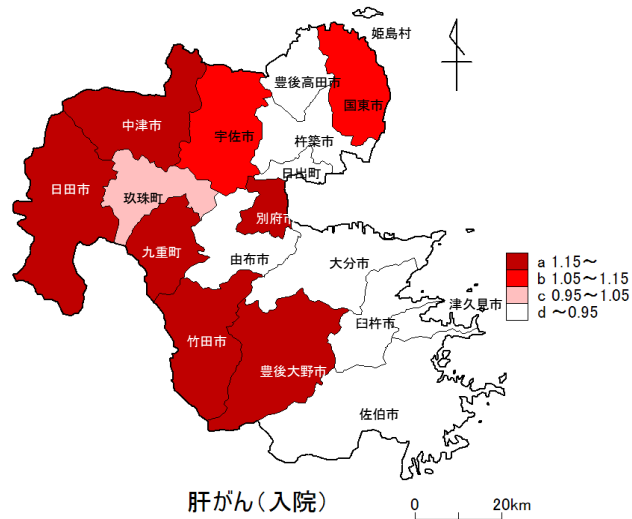 姫島村
豊後高田市
国東市
中津市
宇佐市
杵築市
日出町
日田市
玖珠町
別府市
九重町
由布市
大分市
a 1.15～
b 1.05～1.15
c 0.95～1.05
d ～0.95
津久見市
臼杵市
竹田市
豊後大野市
佐伯市
肝がん(入院)
0 20km